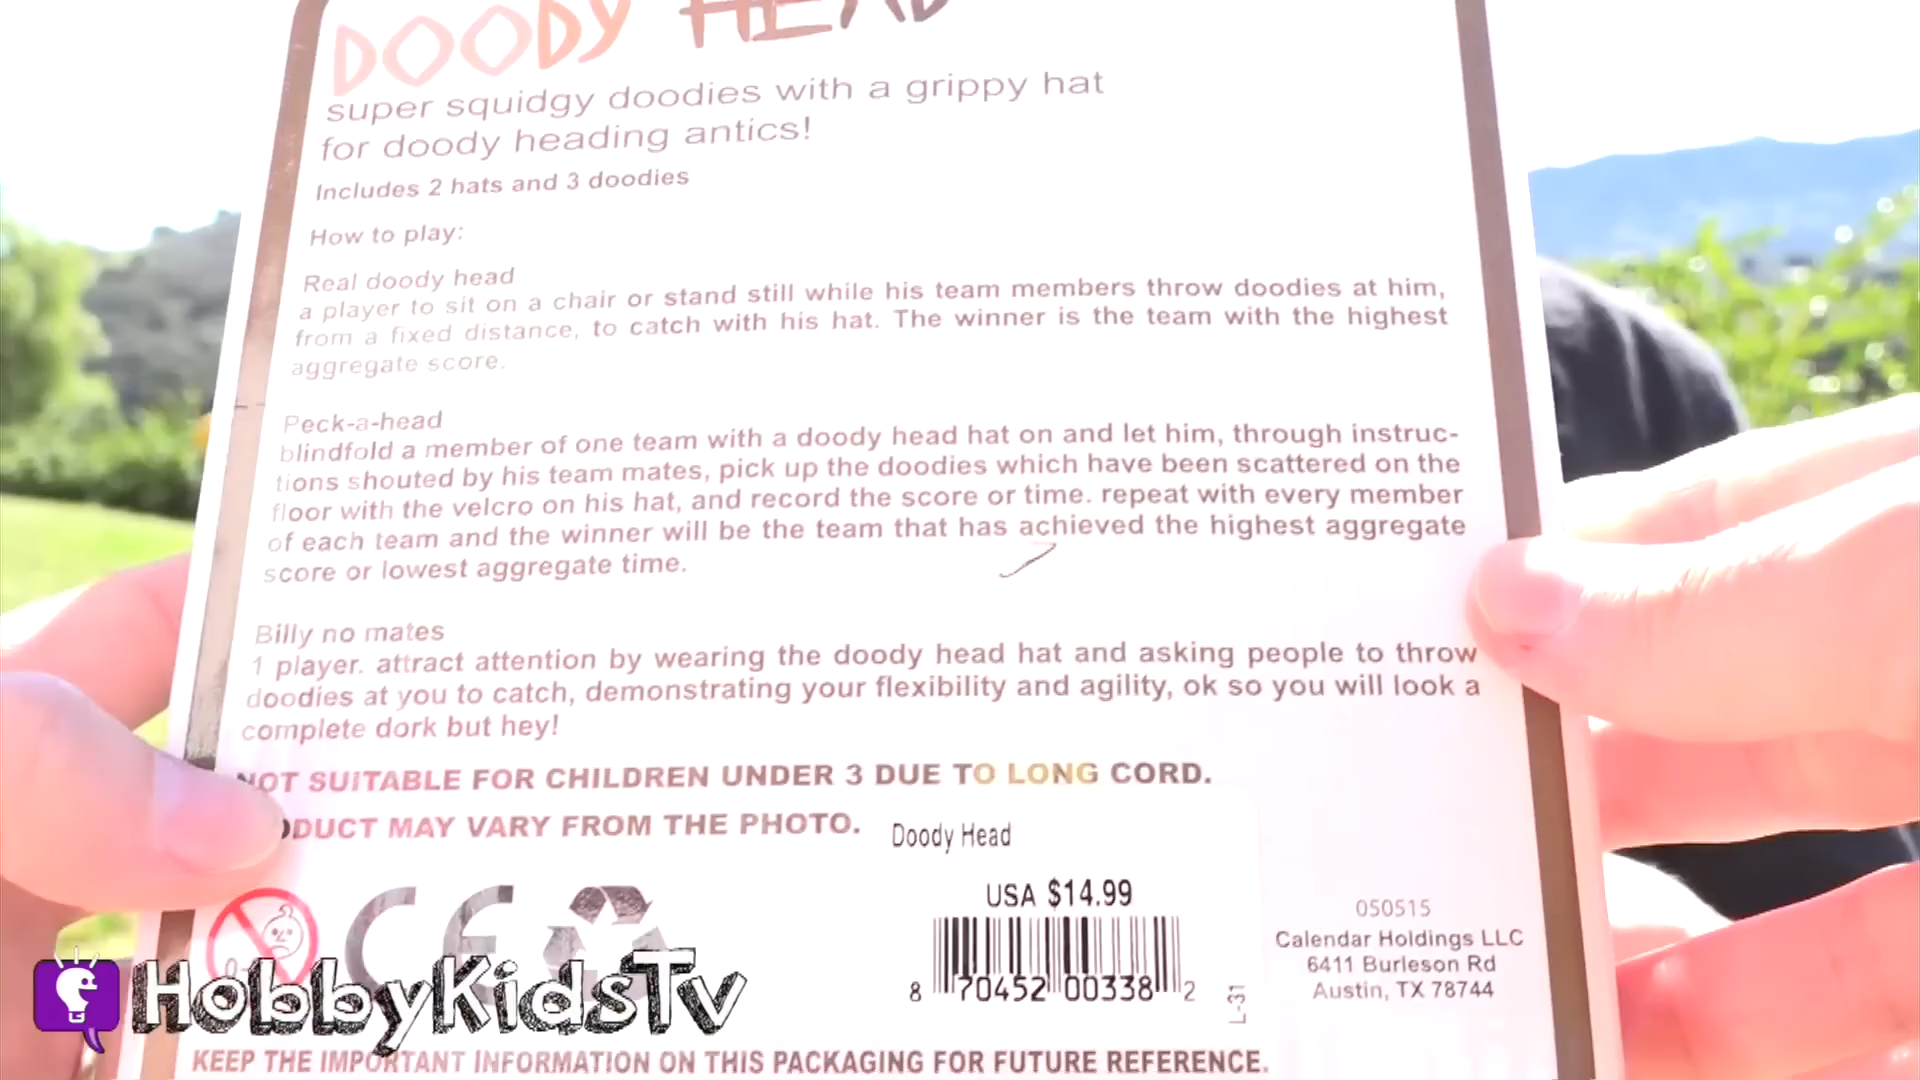 DOODY HEAD
super squidgy doodies with a grippy hat
for doody heading antics!
Includes 2 hats and 3 doodies
How to play:
Real doody head
a player to sit on a chair or stand still while his team members throw doodies at him,
from a fixed distance, to catch with his hat. The winner is the team with the highest
aggregate score.
Peck-a-head
blindfold a member of one team with a doody head hat on and let him, through instruc-
tions shouted by his team mates, pick up the doodies which have been scattered on the
floor with the velcro on his hat, and record the score or time. repeat with every member
of each team and the winner will be the team that has achieved the highest aggregate
score or lowest aggregate time.
Billy no mates
1 player. attract attention by wearing the doody head hat and asking people to throw
doodies at you to catch, demonstrating your flexibility and agility, ok so you will look a
complete dork but hey!
NOT SUITABLE FOR CHILDREN UNDER 3 DUE TO LONG CORD.
DUCT MAY VARY FROM THE PHOTO.
Doody Head
USA $14.99
8 70452 00338 2
L-31
050515
Calendar Holdings LLC
6411 Burleson Rd
Austin, TX 78744
CE
HobbyKidsTv
KEEP THE IMPORTANT INFORMATION ON THIS PACKAGING FOR FUTURE REFERENCE.